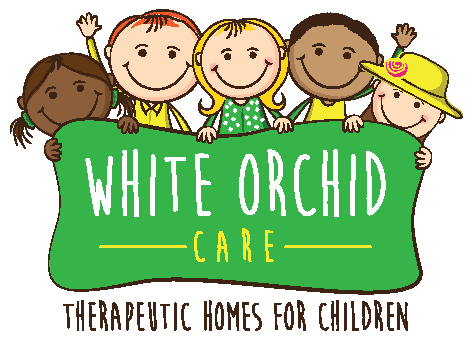 WHITE ORCHID
CARE
THERAPEUTIC HOMES FOR CHILDREN